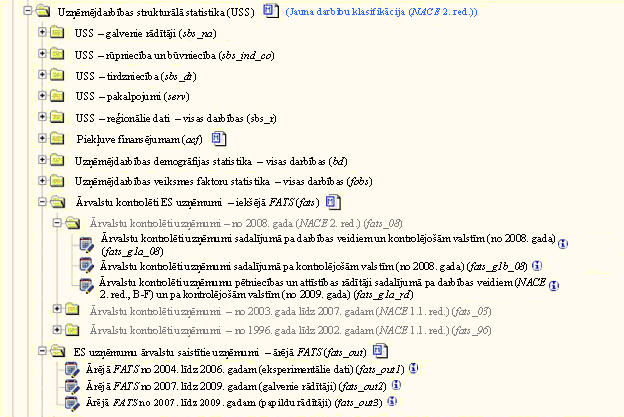 Uzņēmējdarbības strukturālā statistika (USS) (Jauna darbību klasifikācija (NACE 2. red.))
USS – galvenie rādītāji (sbs_na)
USS – rūpniecība un būvniecība (sbs_ind_co)
USS – tirdzniecība (sbs_dt)
USS – pakalpojumi (serv)
USS – reģionālie dati – visas darbības (sbs_r)
Piekļuve finansējumam (acf)
Uzņēmējdarbības demogrāfijas statistika – visas darbības (bd)
Uzņēmējdarbības veiksmes faktoru statistika – visas darbības (fobs)
Ārvalstu kontrolēti ES uzņēmumi – iekšējā FATS (fats)
Ārvalstu kontrolēti uzņēmumi – no 2008. gada (NACE 2. red.) (fats_08)
Ārvalstu kontrolēti uzņēmumi sadalījumā pa darbības veidiem un kontrolējošām valstīm (no 2008. gada)
(fats_g1a_08)
Ārvalstu kontrolēti uzņēmumi sadalījumā pa kontrolējošām valstīm (no 2008. gada) (fats_g1b_08)
Ārvalstu kontrolēti uzņēmumu pētniecības un attīstības rādītāji sadalījumā pa darbības veidiem (NACE
2. red., B-F) un pa kontrolējošām valstīm (no 2009. gada) (fats_g1a_rd)
Ārvalstu kontrolēti uzņēmumi – no 2003. gada līdz 2007. gadam (NACE 1.1. red.) (fats_03)
Ārvalstu kontrolēti uzņēmumi – no 1996. gada līdz 2002. gadam (NACE 1.1. red.) (fats_96)
ES uzņēmumu ārvalstu saistītie uzņēmumi – ārējā FATS (fats_out)
Ārējā FATS no 2004. līdz 2006. gadam (eksperimentālie dati) (fats_out1)
Ārējā FATS no 2007. līdz 2009. gadam (galvenie rādītāji) (fats_out2)
Ārējā FATS no 2007. līdz 2009. gadam (papildu rādītāji) (fats_out3)